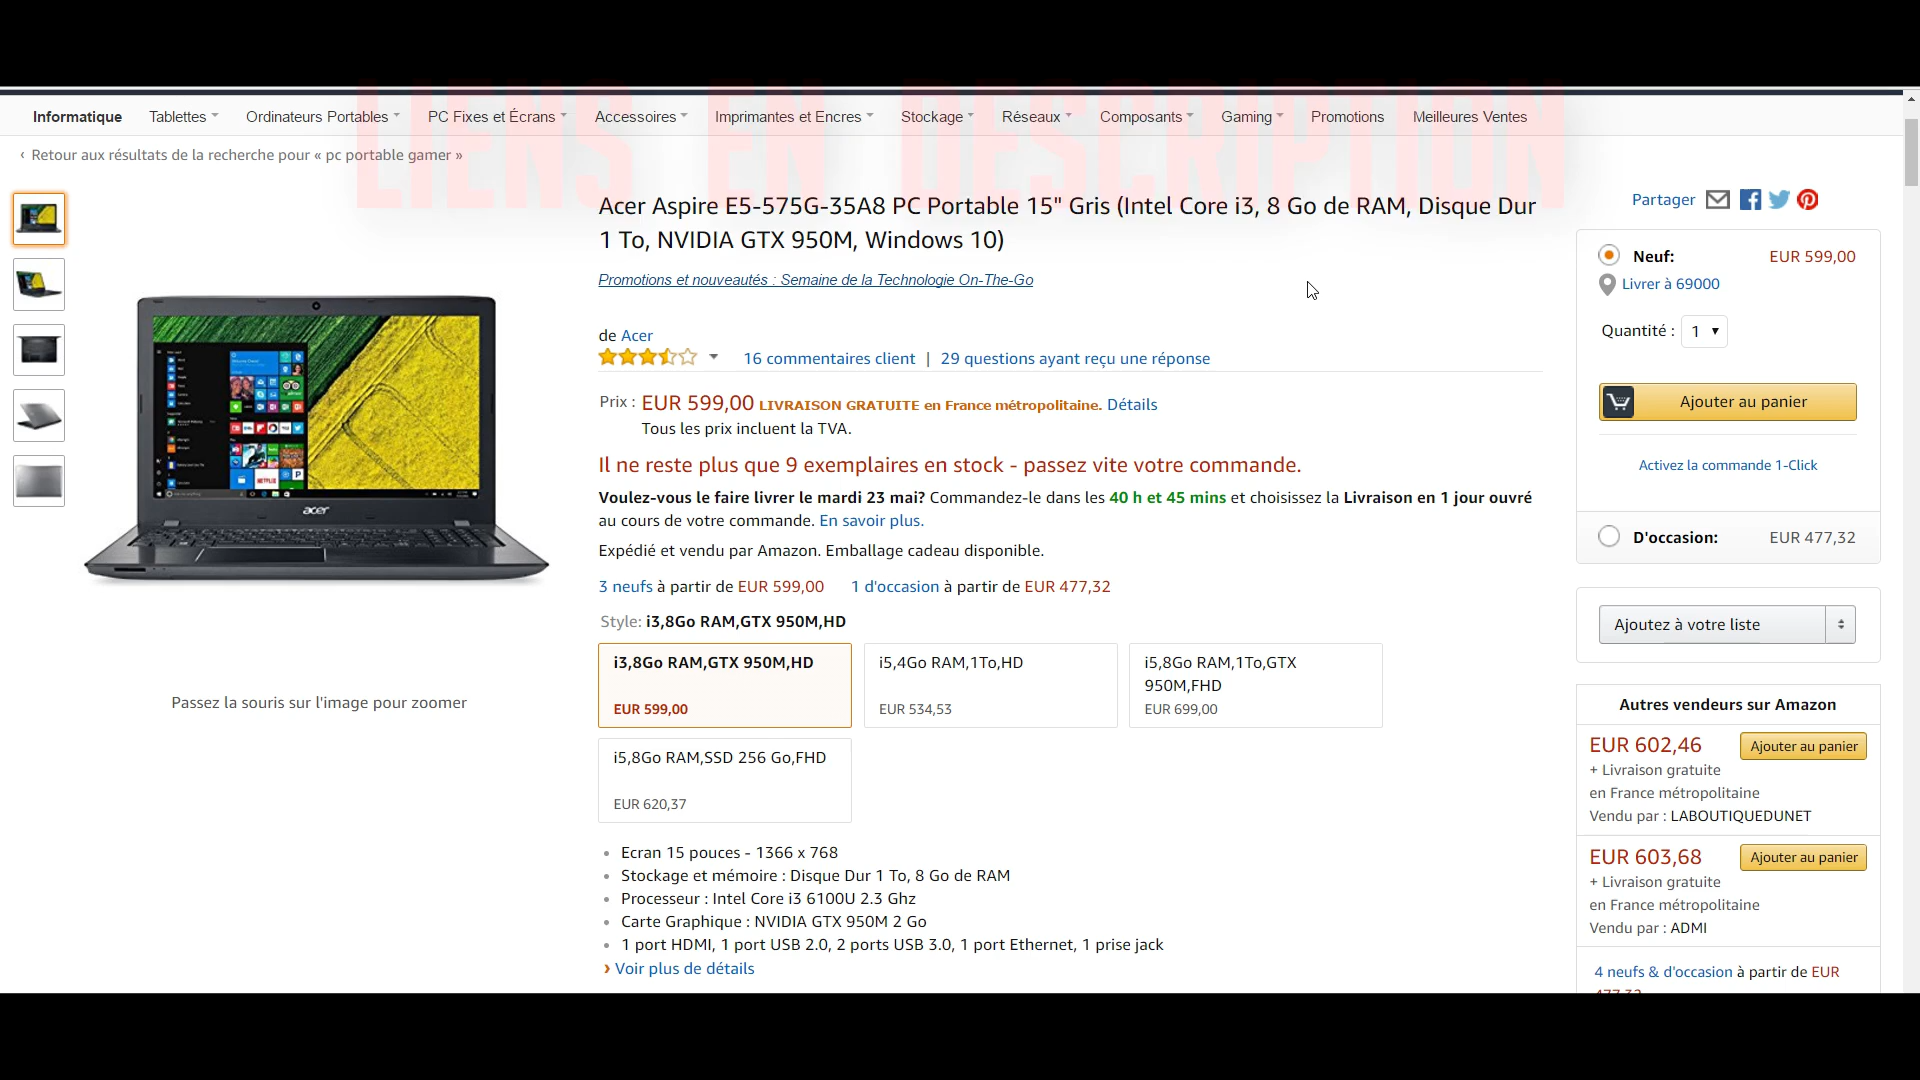 LIENS EN DESCRIPTION
Informatique Tablettes Ordinateurs Portables PC Fixes et Écrans Accessoires Imprimantes et Encres Stockage Réseaux Composants Gaming Promotions Meilleures Ventes
‹ Retour aux résultats de la recherche pour « pc portable gamer »
Acer Aspire E5-575G-35A8 PC Portable 15" Gris (Intel Core i3, 8 Go de RAM, Disque Dur
1 To, NVIDIA GTX 950M, Windows 10)
Promotions et nouveautés : Semaine de la Technologie On-The-Go
de Acer
16 commentaires client | 29 questions ayant reçu une réponse
Prix : EUR 599,00 LIVRAISON GRATUITE en France métropolitaine. Détails
Tous les prix incluent la TVA.
Il ne reste plus que 9 exemplaires en stock - passez vite votre commande.
Voulez-vous le faire livrer le mardi 23 mai? Commandez-le dans les 40 h et 45 mins et choisissez la Livraison en 1 jour ouvré
au cours de votre commande. En savoir plus.
Expédié et vendu par Amazon. Emballage cadeau disponible.
3 neufs à partir de EUR 599,00 1 d'occasion à partir de EUR 477,32
Style: i3,8Go RAM,GTX 950M,HD
i3,8Go RAM,GTX 950M,HD
EUR 599,00
i5,4Go RAM,1To,HD
EUR 534,53
i5,8Go RAM,1To,GTX
950M,FHD
EUR 699,00
i5,8Go RAM,SSD 256 Go,FHD
EUR 620,37
Ecran 15 pouces - 1366 x 768
Stockage et mémoire : Disque Dur 1 To, 8 Go de RAM
Processeur : Intel Core i3 6100U 2.3 Ghz
Carte Graphique : NVIDIA GTX 950M 2 Go
1 port HDMI, 1 port USB 2.0, 2 ports USB 3.0, 1 port Ethernet, 1 prise jack
› Voir plus de détails
acer
Passez la souris sur l'image pour zoomer
Partager
Neuf: EUR 599,00
Livrer à 69000
Quantité : 1
Ajouter au panier
Activez la commande 1-Click
D'occasion: EUR 477,32
Ajoutez à votre liste
Autres vendeurs sur Amazon
EUR 602,46 Ajouter au panier
+ Livraison gratuite
en France métropolitaine
Vendu par : LABOUTIQUEDUNET
EUR 603,68 Ajouter au panier
+ Livraison gratuite
en France métropolitaine
Vendu par : ADMI
4 neufs & d'occasion à partir de EUR
477,32